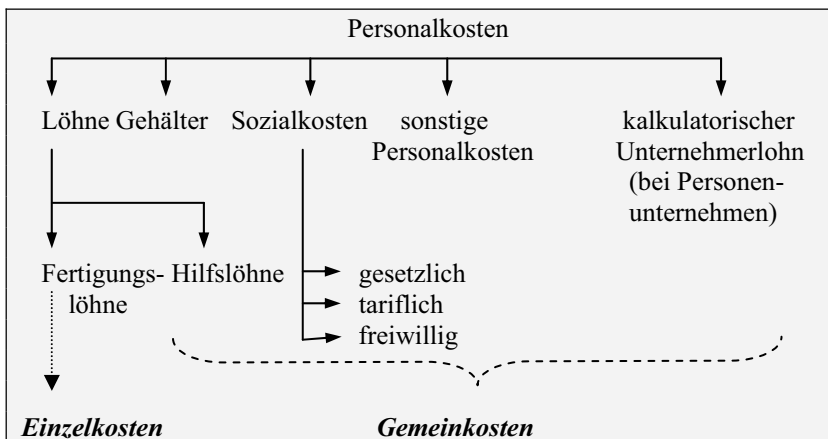 Personalkosten
Löhne Gehälter Sozialkosten sonstige kalkulatorischer
Personalkosten Unternehmerlohn
(bei Personen-
unternehmen)
Fertigungs- Hilfslöhne gesetzlich
löhne tariflich
freiwillig
Einzelkosten Gemeinkosten